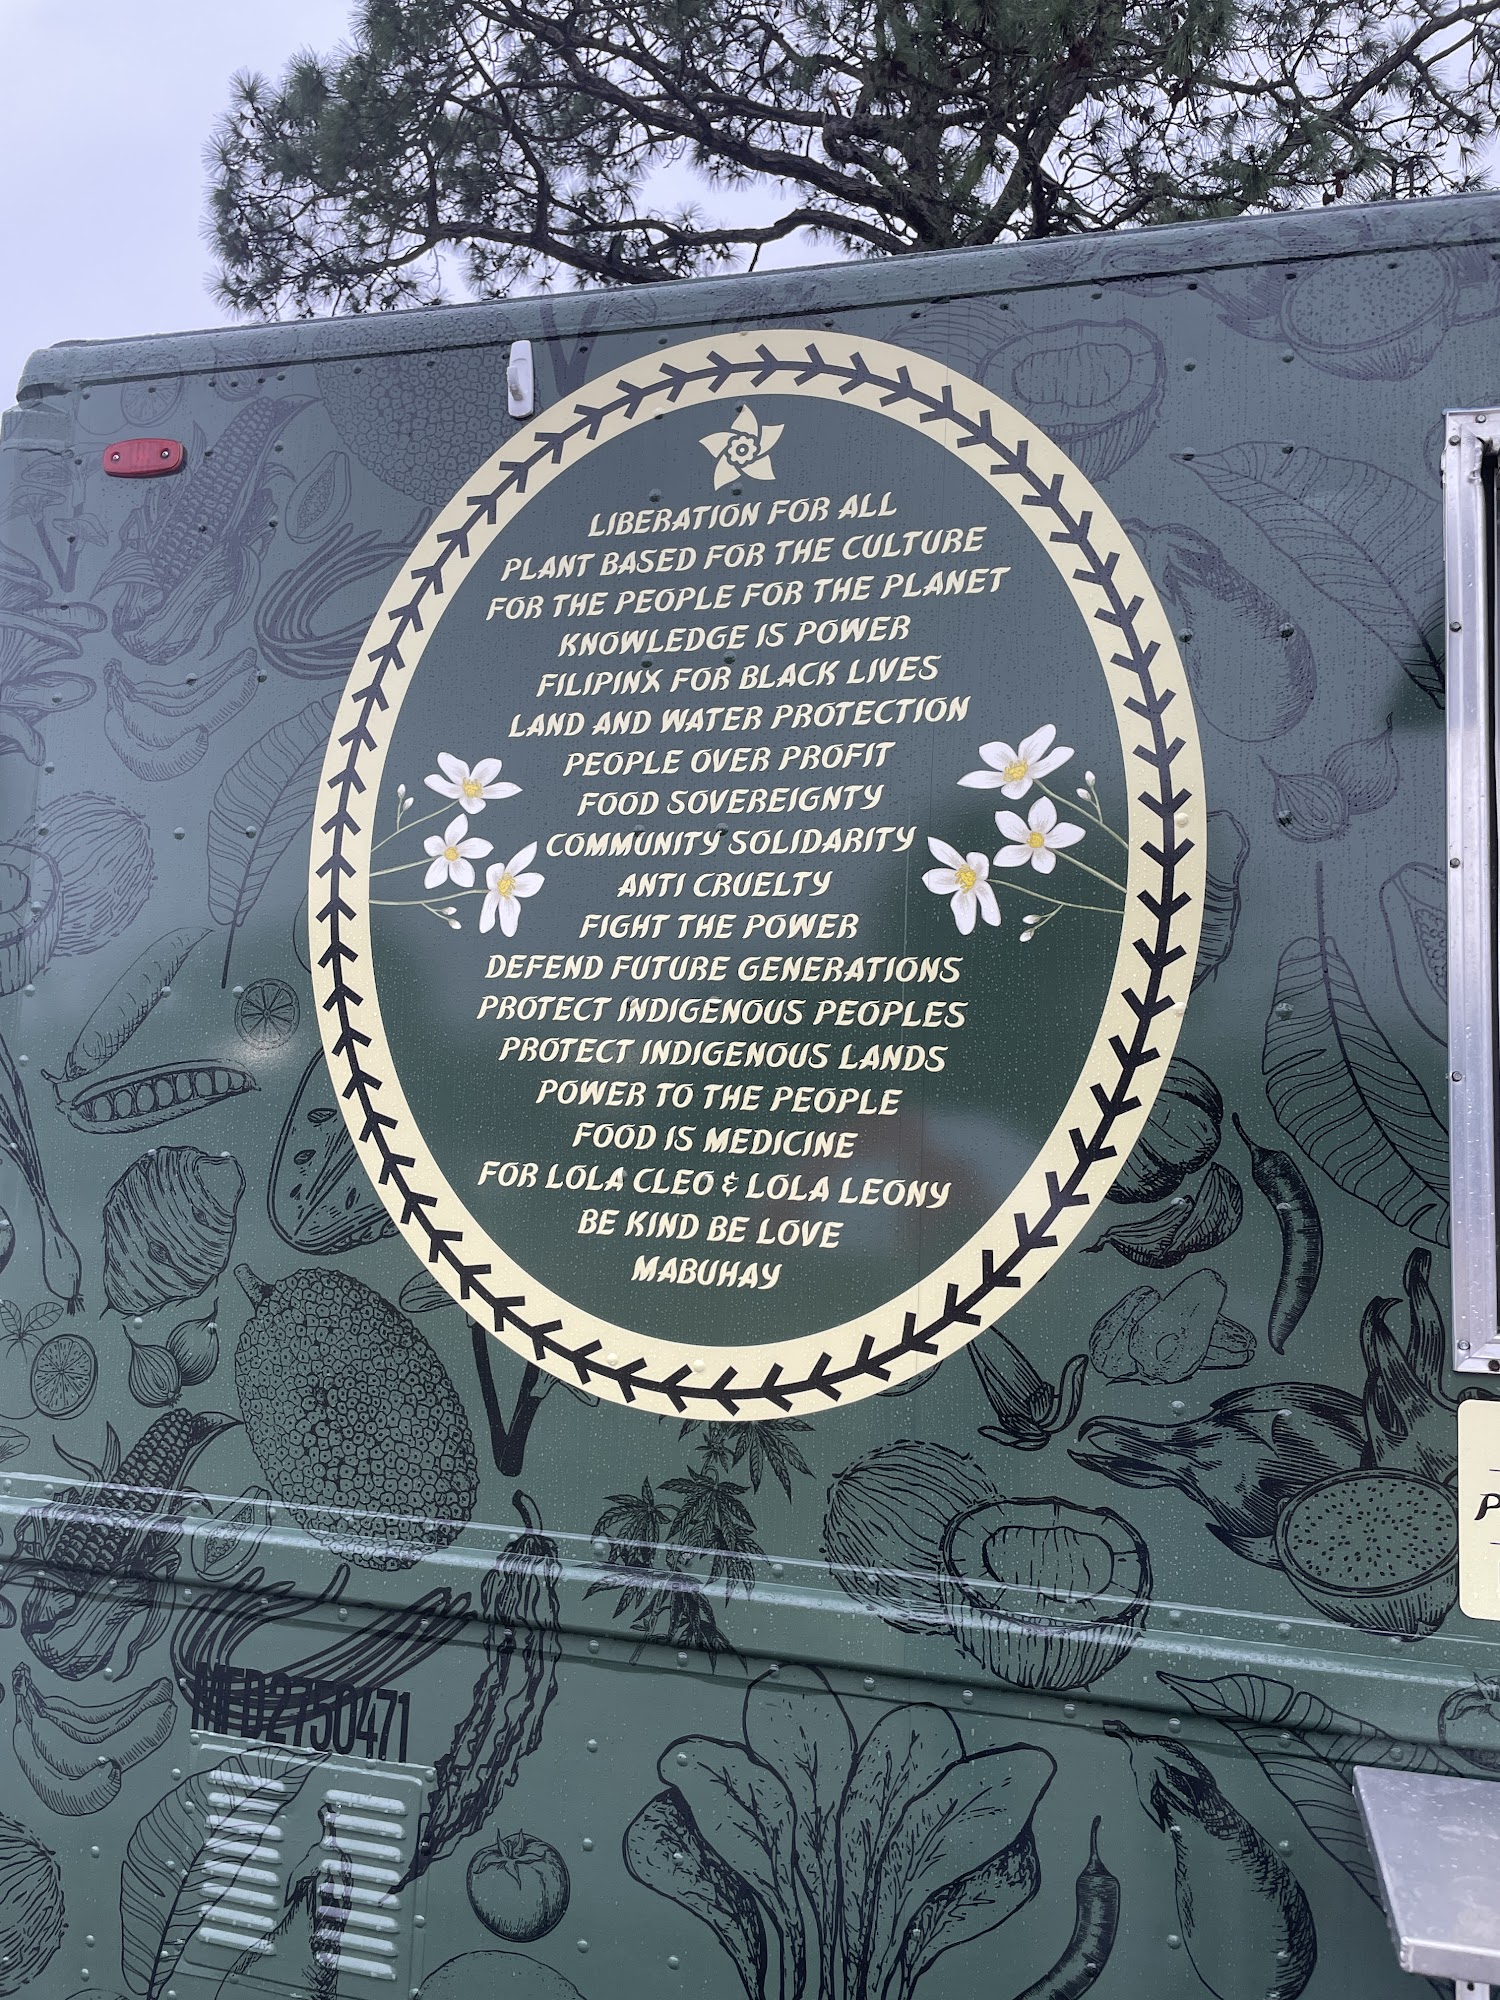 LIBERATION FOR ALL
PLANT BASED FOR THE CULTURE
FOR THE PEOPLE FOR THE PLANET
KNOWLEDGE IS POWER
FILIPINX FOR BLACK LIVES
LAND AND WATER PROTECTION
PEOPLE OVER PROFIT
FOOD SOVEREIGNTY
COMMUNITY SOLIDARITY
ANTI CRUELTY
FIGHT THE POWER
DEFEND FUTURE GENERATIONS
PROTECT INDIGENOUS PEOPLES
PROTECT INDIGENOUS LANDS
POWER TO THE PEOPLE
FOOD IS MEDICINE
FOR LOLA CLEO & LOLA LEONY
BE KIND BE LOVE
MABUHAY
MFD2750471